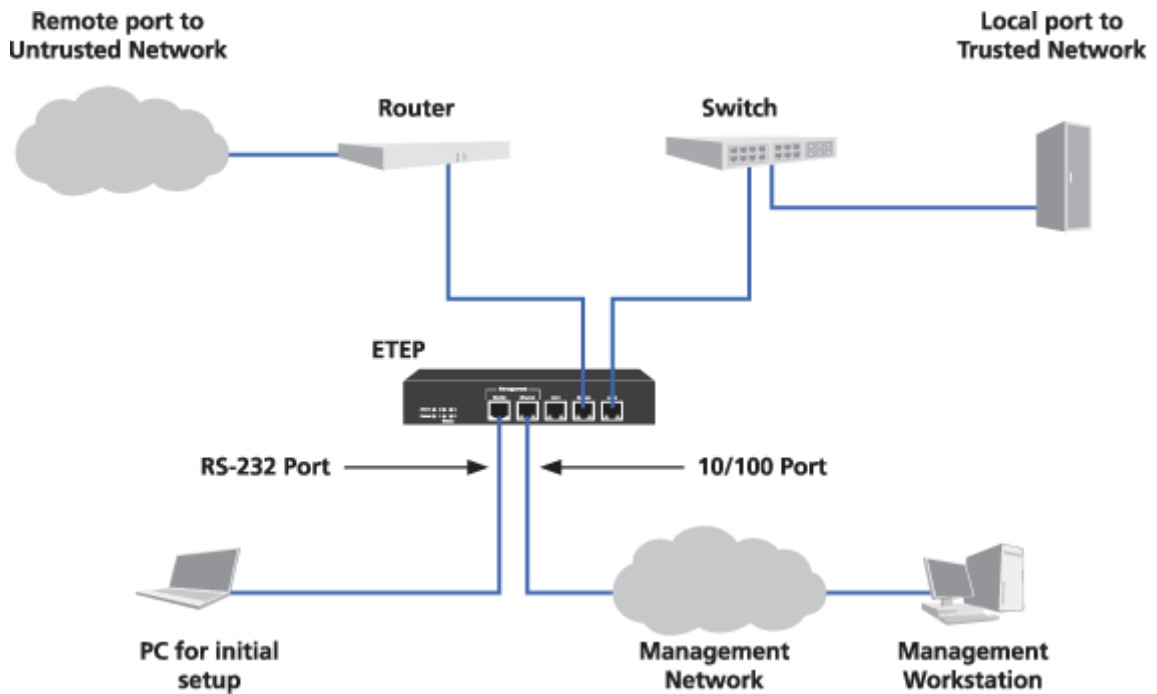 Remote port to
Untrusted Network
Local port to
Trusted Network
Router
Switch
ETEP
Management
RS-232 Port
10/100 Port
PC for initial
setup
Management
Network
Management
Workstation